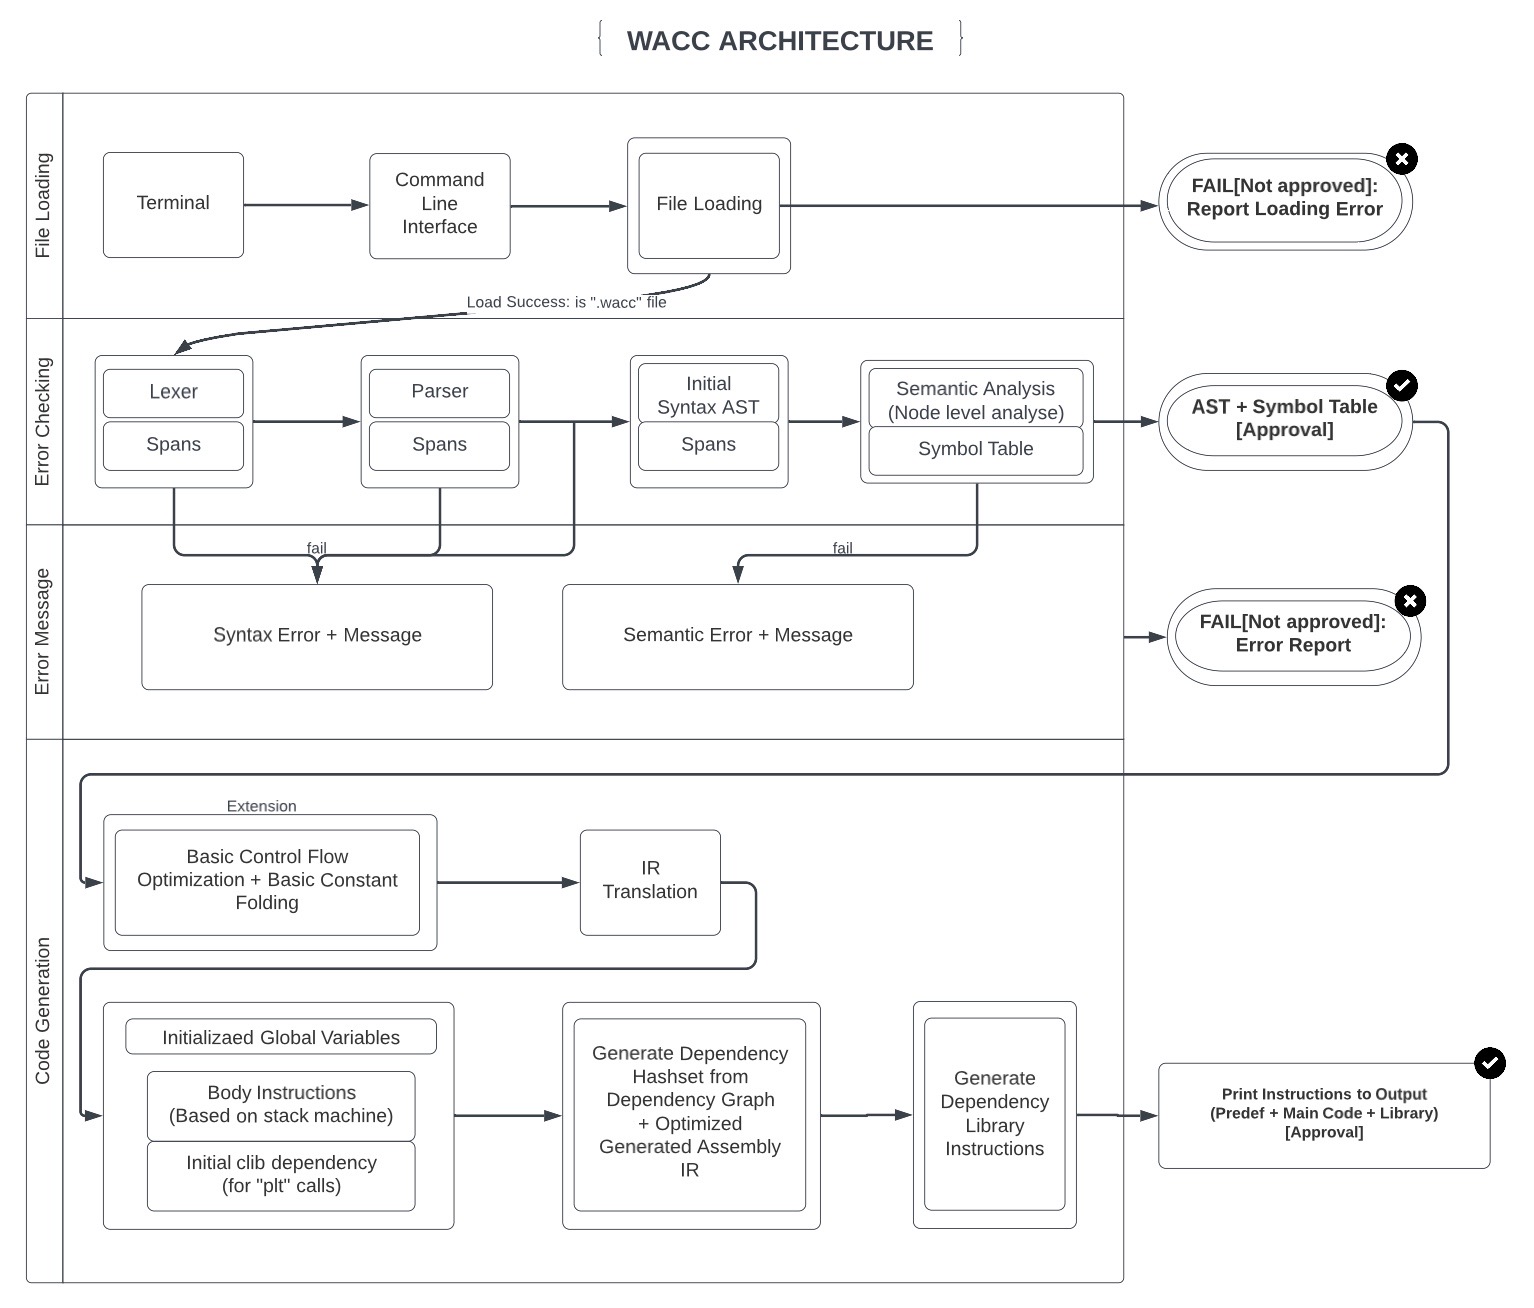 WACC ARCHITECTURE
File Loading
Terminal
Command
Line
Interface
File Loading
FAIL[Not approved]:
Report Loading Error
Load Success: is ".wacc" file
Error Checking
Lexer
Spans
Parser
Spans
Initial
Syntax AST
Spans
Semantic Analysis
(Node level analyse)
Symbol Table
AST + Symbol Table
[Approval]
Error Message
fail
fail
Syntax Error + Message
Semantic Error + Message
FAIL[Not approved]:
Error Report
Code Generation
Extension
Basic Control Flow
Optimization + Basic Constant
Folding
IR
Translation
Initializaed Global Variables
Body Instructions
(Based on stack machine)
Initial clib dependency
(for "plt" calls)
Generate Dependency
Hashset from
Dependency Graph
+ Optimized
Generated Assembly
IR
Generate
Dependency
Library
Instructions
Print Instructions to Output
(Predef + Main Code + Library)
[Approval]